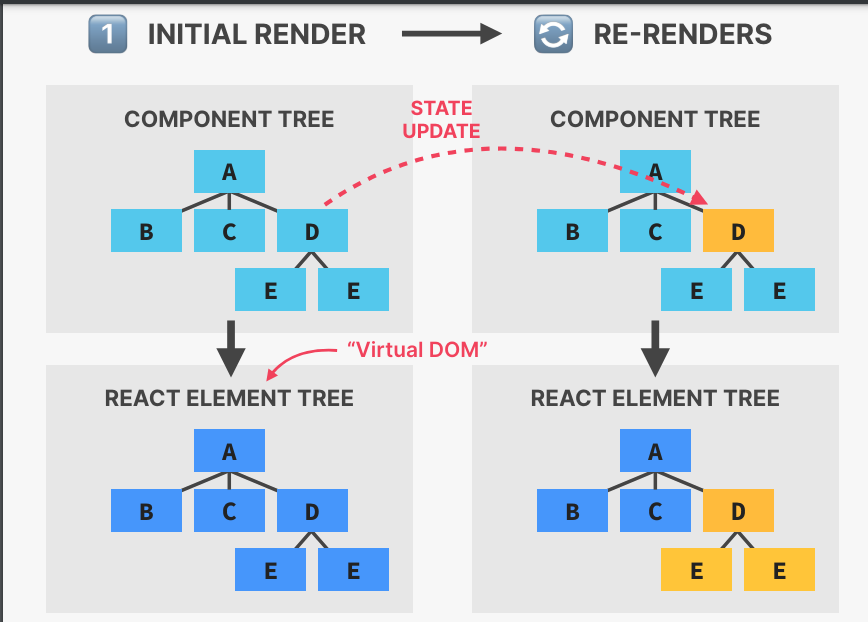 1 INITIAL RENDER
RE-RENDERS
COMPONENT TREE
A
B C D
E E
STATE
UPDATE
COMPONENT TREE
A
B C D
E E
“Virtual DOM”
REACT ELEMENT TREE
A
B C D
E E
REACT ELEMENT TREE
A
B C D
E E